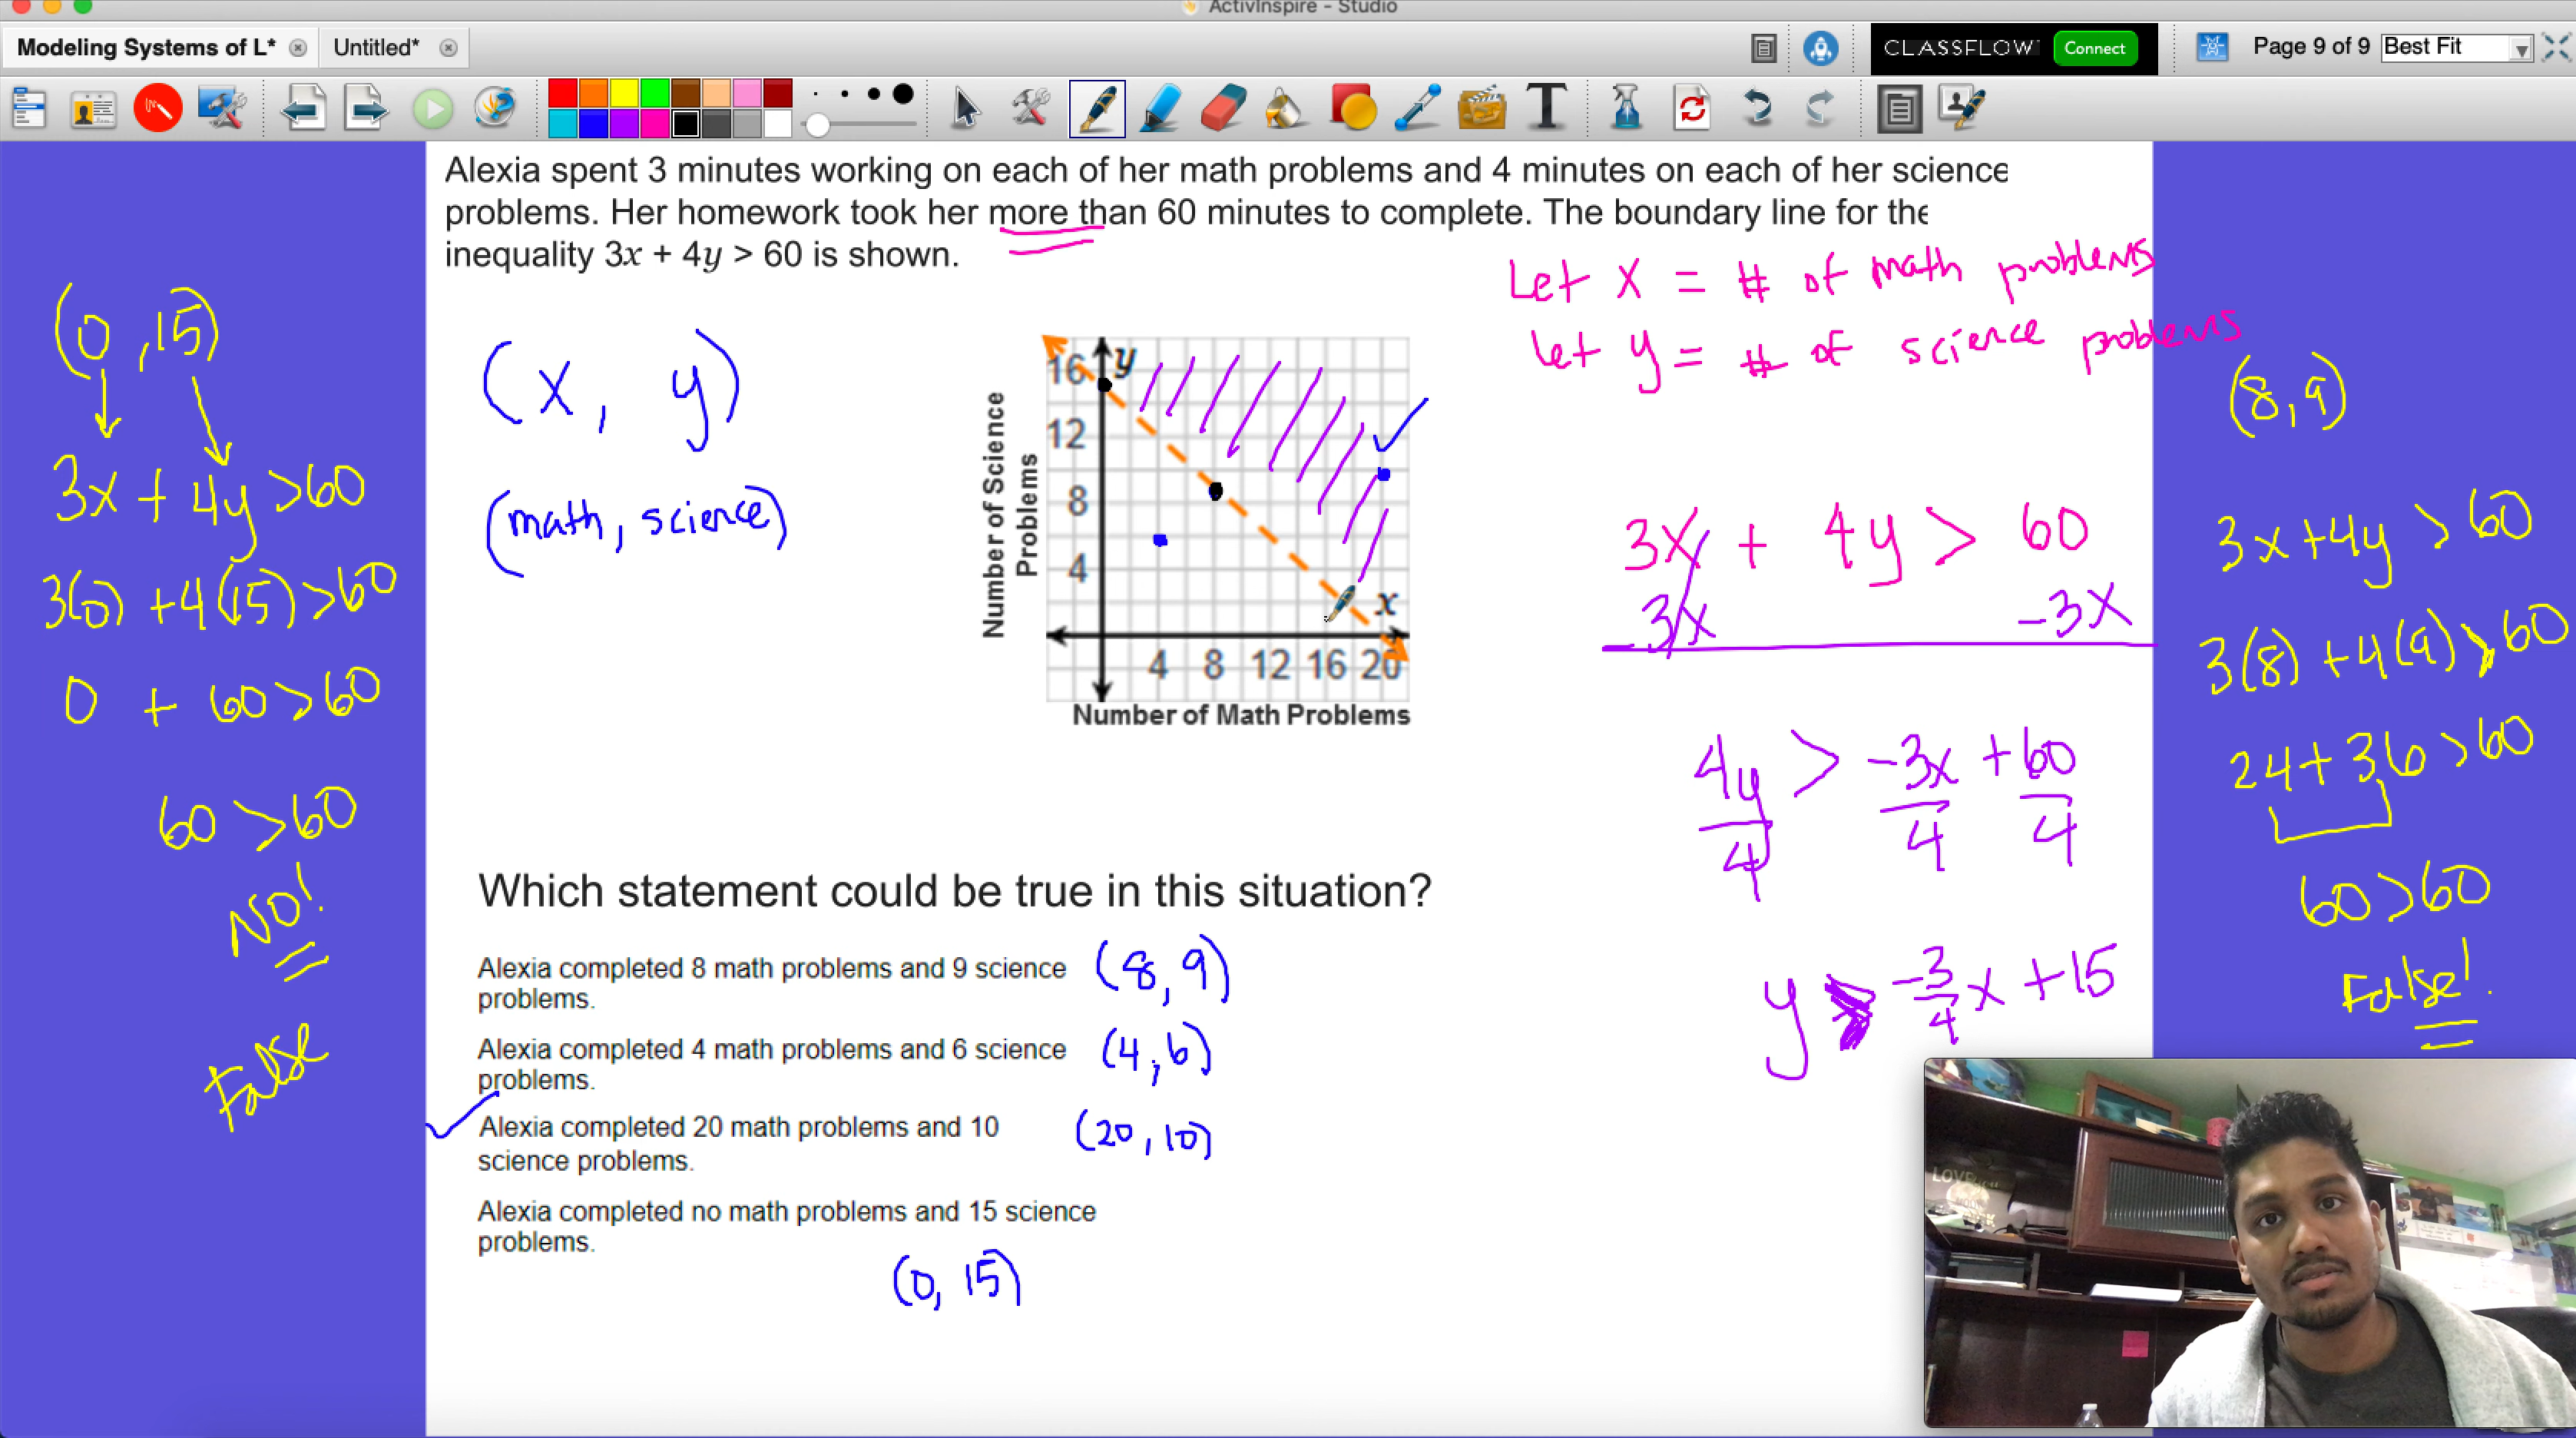 ActivInspire - Studio
Modeling Systems of L*
Untitled*
CLASSFLOW
Connect
Page 9 of 9
Best Fit
Alexia spent 3 minutes working on each of her math problems and 4 minutes on each of her science
problems. Her homework took her more than 60 minutes to complete. The boundary line for the
inequality 3x + 4y > 60 is shown.
Let x = # of math problems
let y = # of science problems
(0, 15)
3x + 4y > 60
3(0) + 4(15) > 60
0 + 60 > 60
60 > 60
NO!
False
(x, y)
(math, science)
Number of Science
Problems
16
12
8
4
y
x
4 8 12 16 20
Number of Math Problems
3x + 4y > 60
-3x -3x
4y > -3x + 60
4 4 4
y > -3/4 x + 15
(8, 9)
3x + 4y > 60
3(8) + 4(9) > 60
24 + 36 > 60
60 > 60
False!
Which statement could be true in this situation?
Alexia completed 8 math problems and 9 science
problems.
(8, 9)
Alexia completed 4 math problems and 6 science
problems.
(4, 6)
Alexia completed 20 math problems and 10
science problems.
(20, 10)
Alexia completed no math problems and 15 science
problems.
(0, 15)